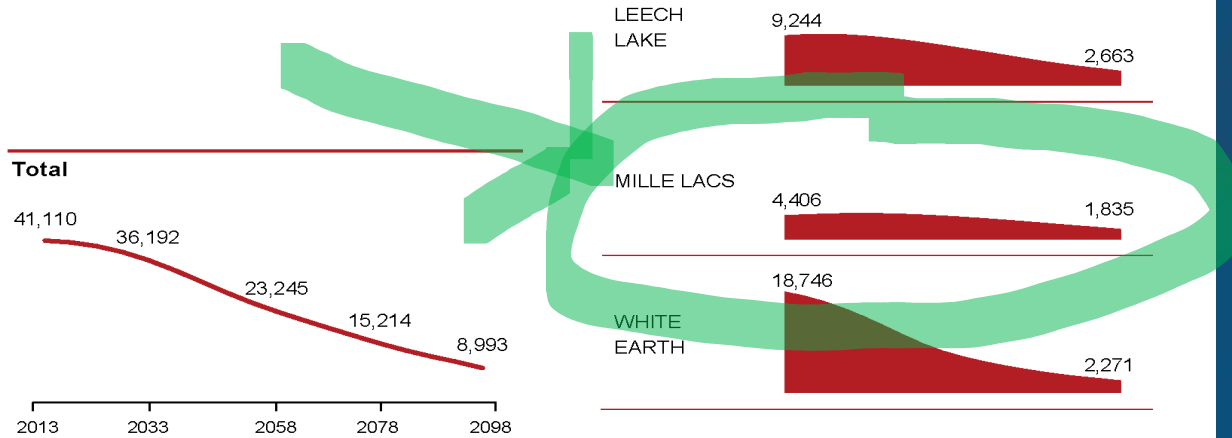 Total
41,110
36,192
23,245
15,214
8,993
2013 2033 2058 2078 2098
LEECH
LAKE
9,244
2,663
MILLE LACS
4,406
1,835
WHITE
EARTH
18,746
2,271